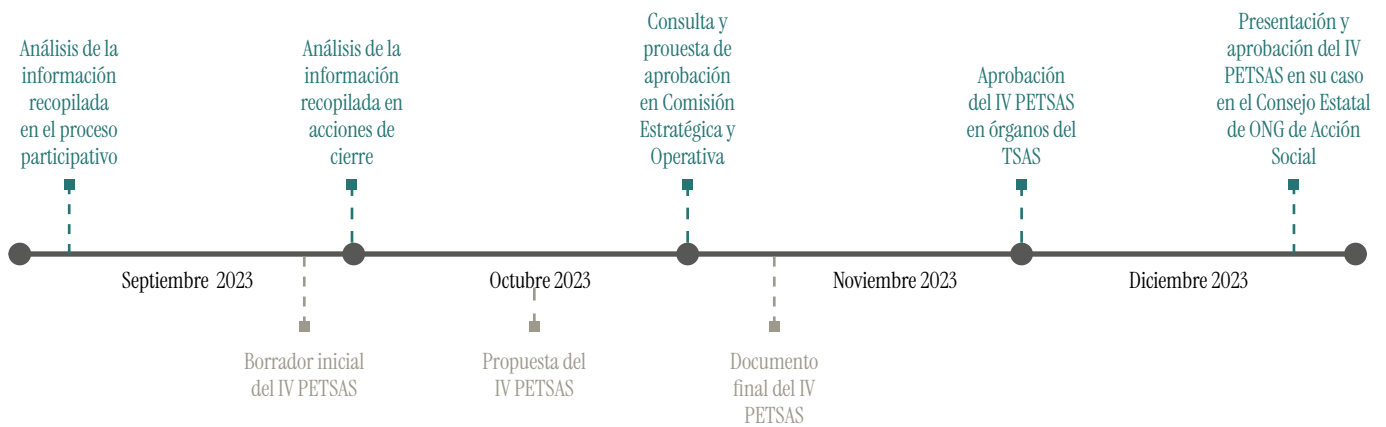 Análisis de la
información
recopilada
en el proceso
participativo
Análisis de la
información
recopilada en
acciones de
cierre
Consulta y
prouesta de
aprobación
en Comisión
Estratégica y
Operativa
Aprobación
del IV PETSAS
en órganos del
TSAS
Presentación y
aprobación del IV
PETSAS en su caso
en el Consejo Estatal
de ONG de Acción
Social
Septiembre 2023
Octubre 2023
Noviembre 2023
Diciembre 2023
Borrador inicial
del IV PETSAS
Propuesta del
IV PETSAS
Documento
final del IV
PETSAS